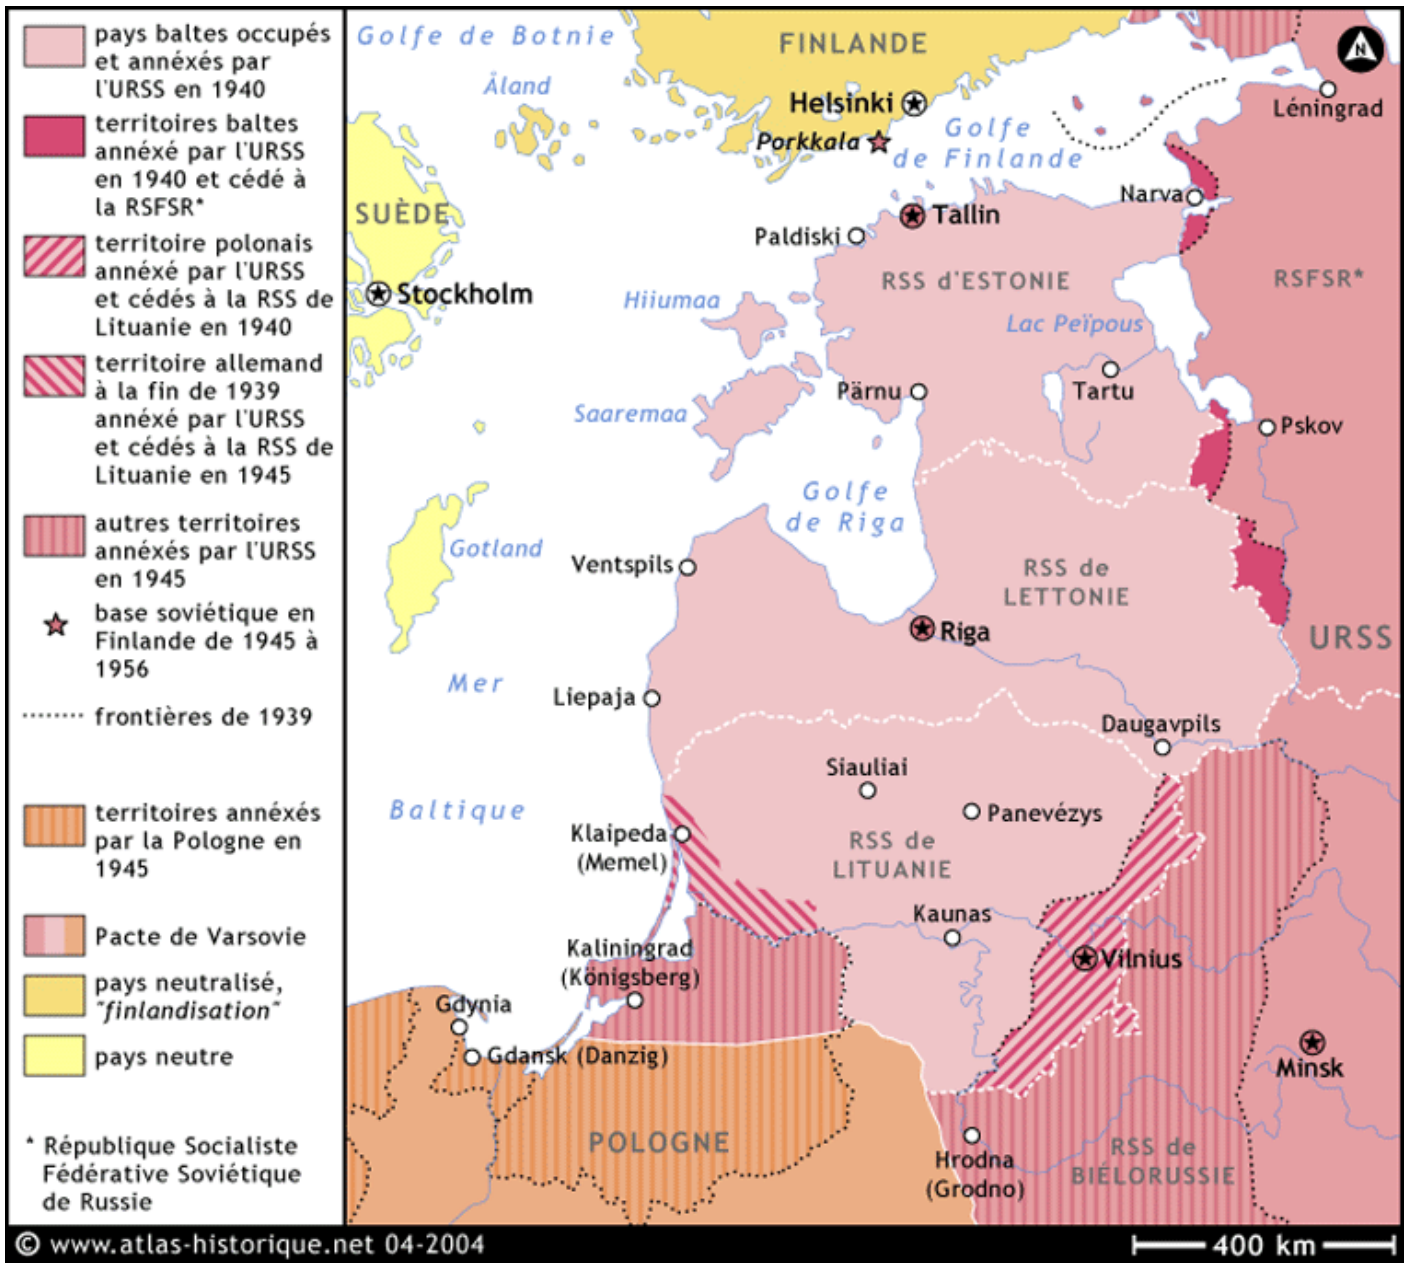 pays baltes occupés
et annéxés par
l'URSS en 1940
territoires baltes
annéxé par l'URSS
en 1940 et cédé à
la RSFSR*
territoire polonais
annéxé par l'URSS
et cédés à la RSS de
Lituanie en 1940
territoire allemand
à la fin de 1939
annéxé par l'URSS
et cédés à la RSS de
Lituanie en 1945
autres territoires
annéxés par l'URSS
en 1945
base soviétique en
Finlande de 1945 à
1956
frontières de 1939
territoires annéxés
par la Pologne en
1945
Pacte de Varsovie
pays neutralisé,
"finlandisation"
pays neutre
* République Socialiste
Fédérative Soviétique
de Russie
Golfe de Botnie
FINLANDE
N
Åland
Helsinki
Léningrad
Porkkala
Golfe
de Finlande
SUÈDE
Narva
Tallin
Paldiski
RSS d'ESTONIE
RSFSR*
Stockholm
Hiiumaa
Lac Peïpous
Pärnu
Tartu
Saaremaa
Pskov
Golfe
de Riga
Gotland
Ventspils
RSS de
LETTONIE
Riga
URSS
Mer
Liepaja
Daugavpils
Siauliai
Baltique
Panevézys
Klaipeda
(Memel)
RSS de
LITUANIE
Kaunas
Kaliningrad
(Königsberg)
Vilnius
Gdynia
Gdansk (Danzig)
Minsk
POLOGNE
Hrodna
(Grodno)
RSS de
BIÉLORUSSIE
© www.atlas-historique.net 04-2004
400 km